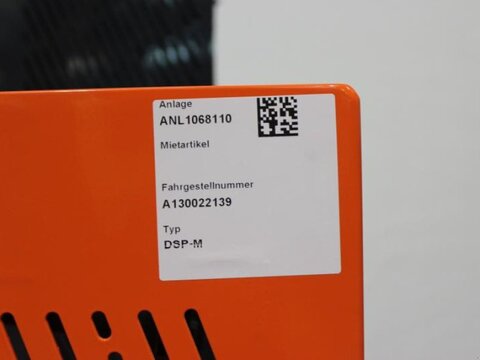 Anlage
ANL1068110
Mietartikel
Fahrgestellnummer
A130022139
Typ
DSP-M